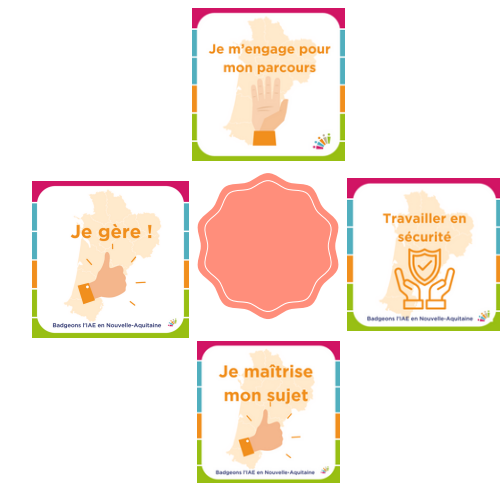 Je m'engage pour
mon parcours
Je gère !
Badgeons l'IAE en Nouvelle-Aquitaine
Travailler en
sécurité
Badgeons l'IAE en Nouvelle-Aquitaine
Je maîtrise
mon sujet
Badgeons l'IAE en Nouvelle-Aquitaine